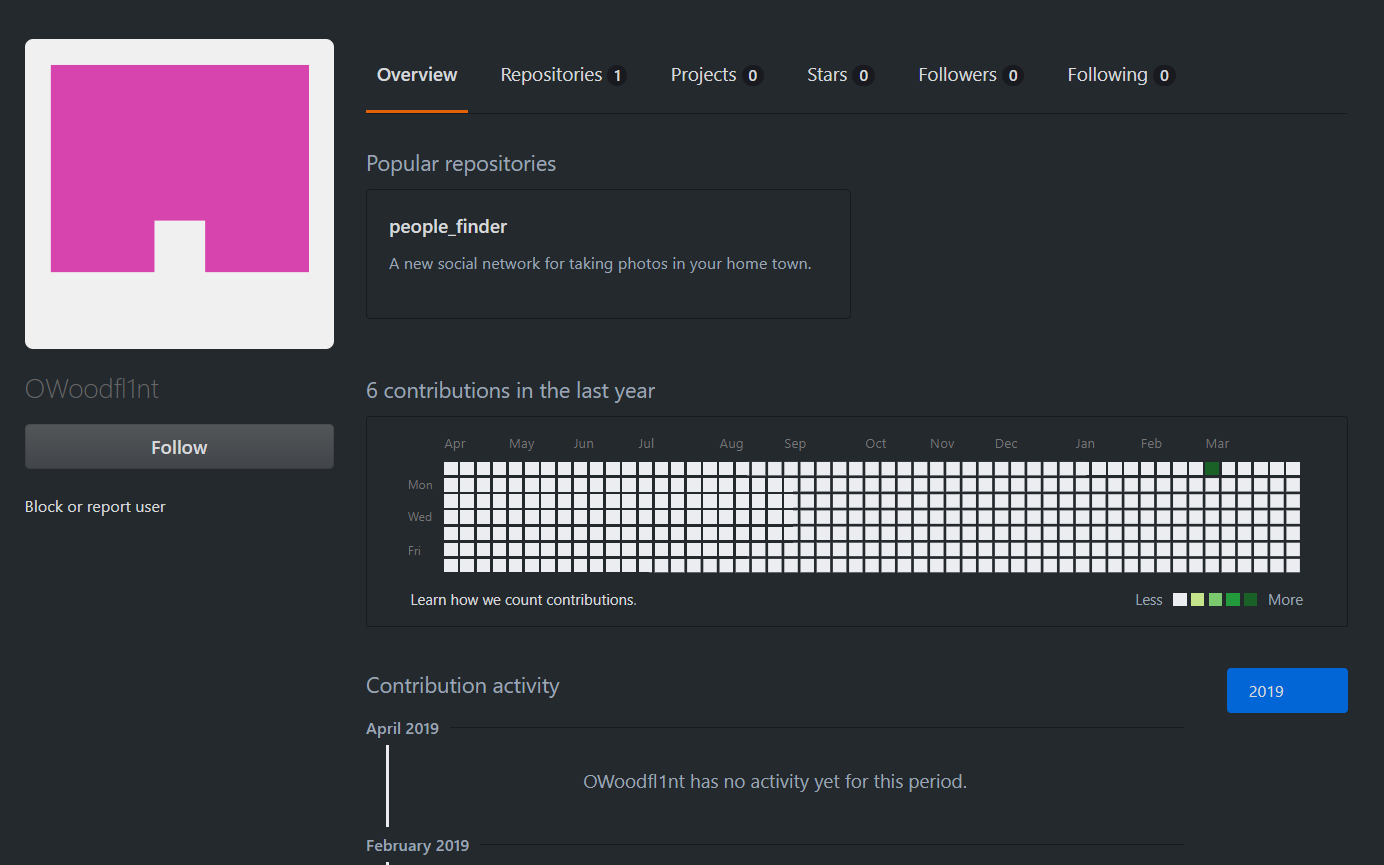 Overview Repositories 1 Projects 0 Stars 0 Followers 0 Following 0
Popular repositories
people_finder
A new social network for taking photos in your home town.
OWoodfl1nt
Follow
Block or report user
6 contributions in the last year
Apr May Jun Jul Aug Sep Oct Nov Dec Jan Feb Mar
Mon
Wed
Fri
Learn how we count contributions.
Less More
Contribution activity
2019
April 2019
OWoodfl1nt has no activity yet for this period.
February 2019